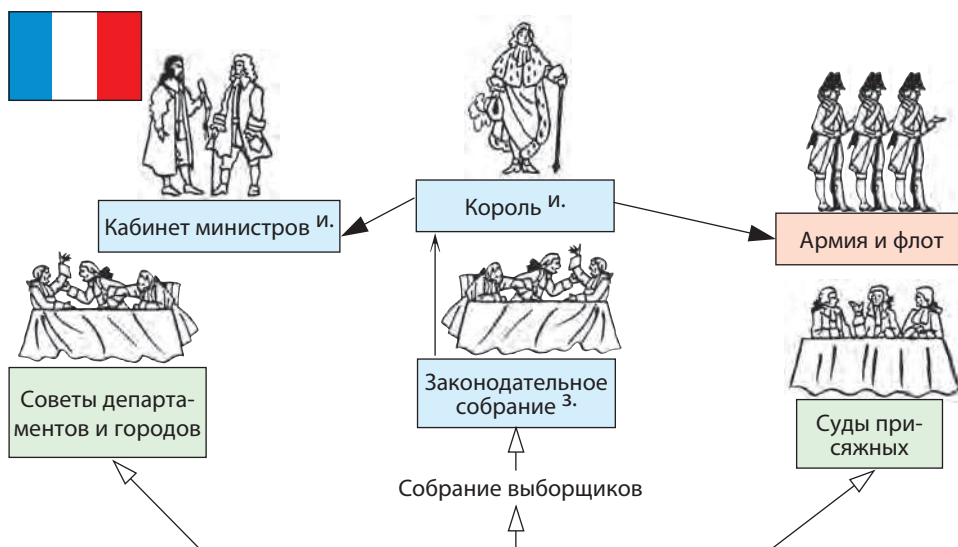 Кабинет министров и.
Король и.
Армия и флот
Советы департа-
ментов и городов
Законодательное
собрание з.
Суды при-
сяжных
Собрание выборщиков